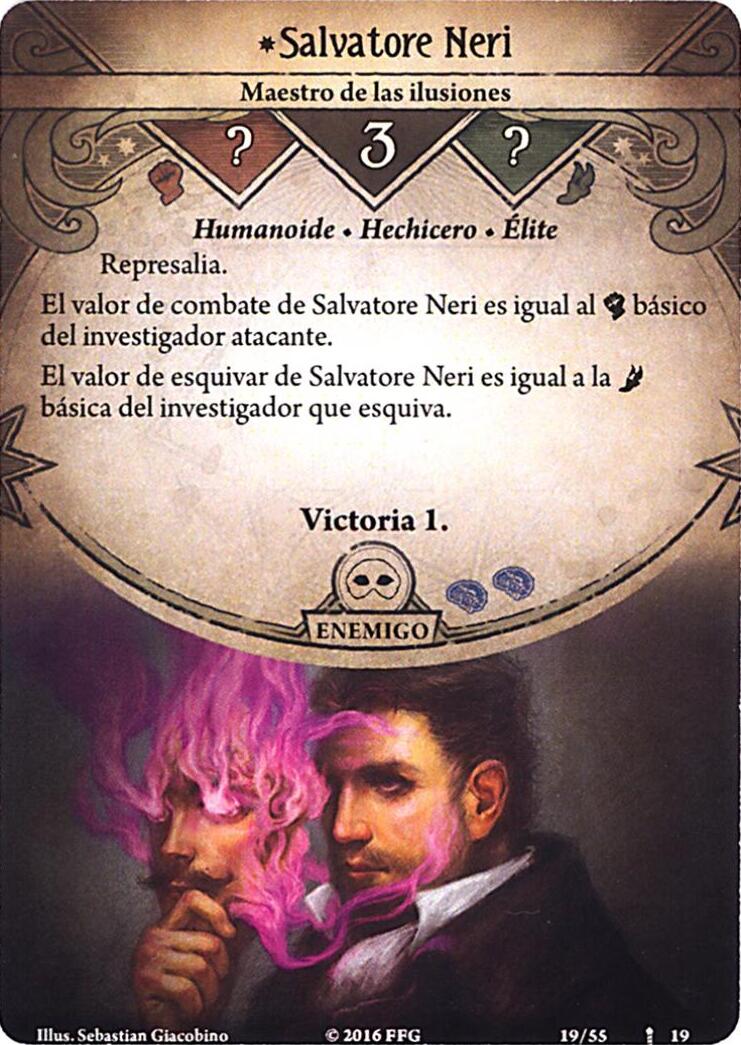 Salvatore Neri
Maestro de las ilusiones
? 3 ?
Humanoide • Hechicero • Élite
Represalia.
El valor de combate de Salvatore Neri es igual al básico
del investigador atacante.
El valor de esquivar de Salvatore Neri es igual a la
básica del investigador que esquiva.
Victoria 1.
ENEMIGO
Illus. Sebastian Giacobino © 2016 FFG 19/55 19